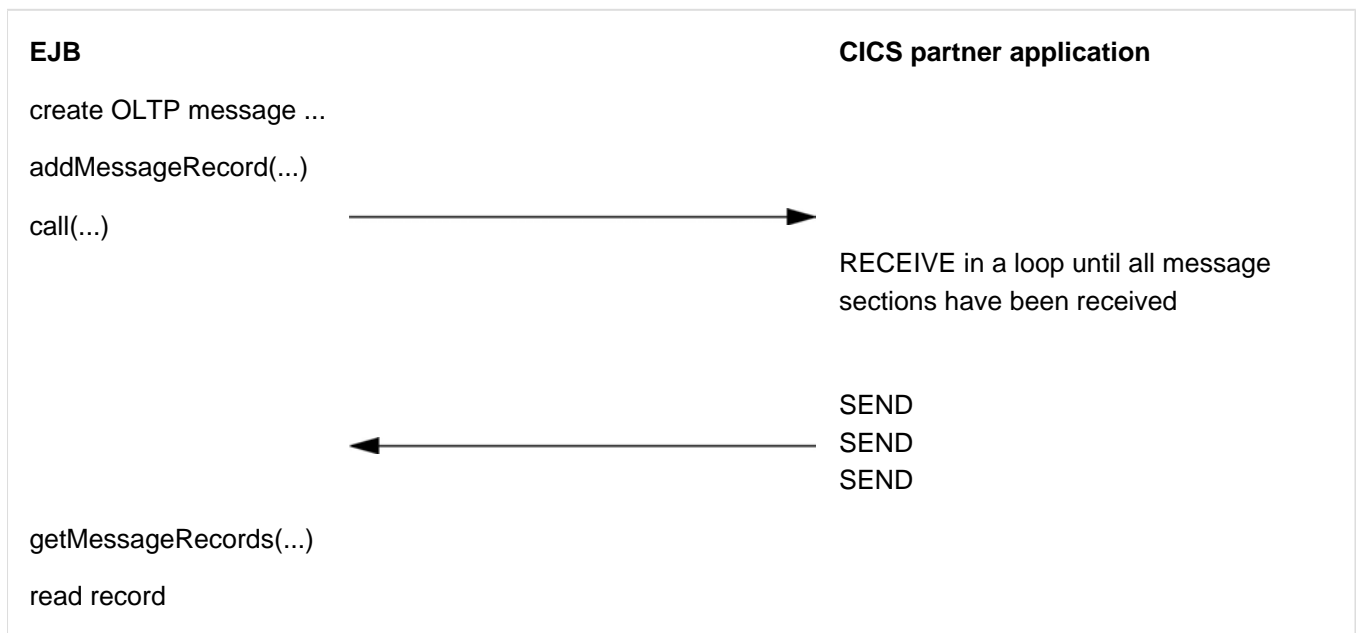 EJB
CICS partner application
create OLTP message ...
addMessageRecord(...)
call(...)
RECEIVE in a loop until all message
sections have been received
SEND
SEND
SEND
getMessageRecords(...)
read record